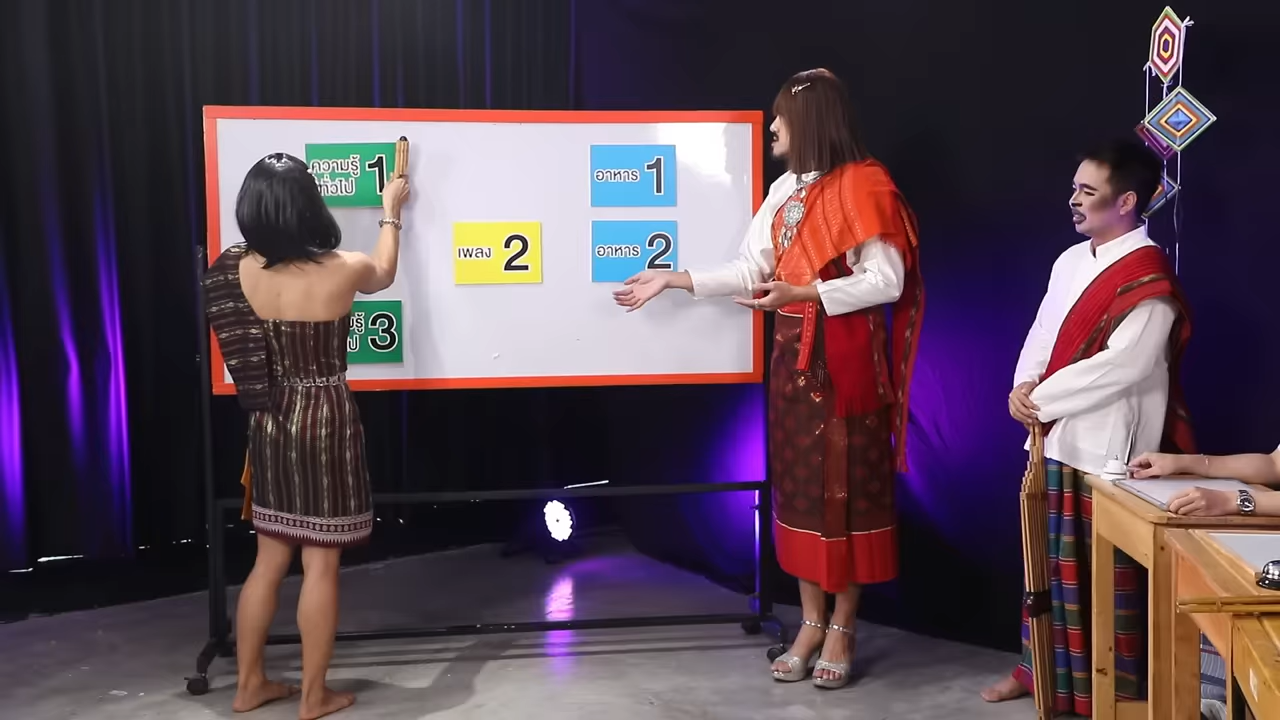 ความรู้ 1
ทั่วไป
อาหาร 1
เพลง 2
อาหาร 2
3